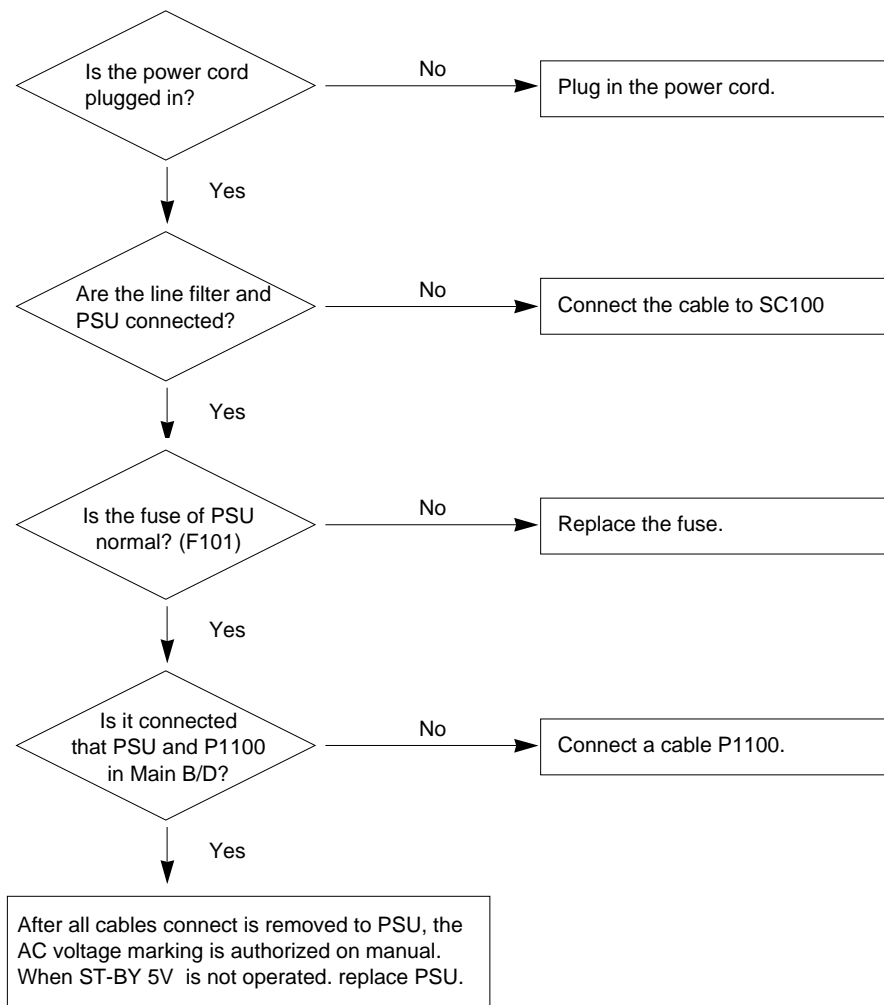 Is the power cord
plugged in?
No
Plug in the power cord.
Yes
Are the line filter and
PSU connected?
No
Connect the cable to SC100
Yes
Is the fuse of PSU
normal? (F101)
No
Replace the fuse.
Yes
Is it connected
that PSU and P1100
in Main B/D?
No
Connect a cable P1100.
Yes
After all cables connect is removed to PSU, the
AC voltage marking is authorized on manual.
When ST-BY 5V is not operated. replace PSU.